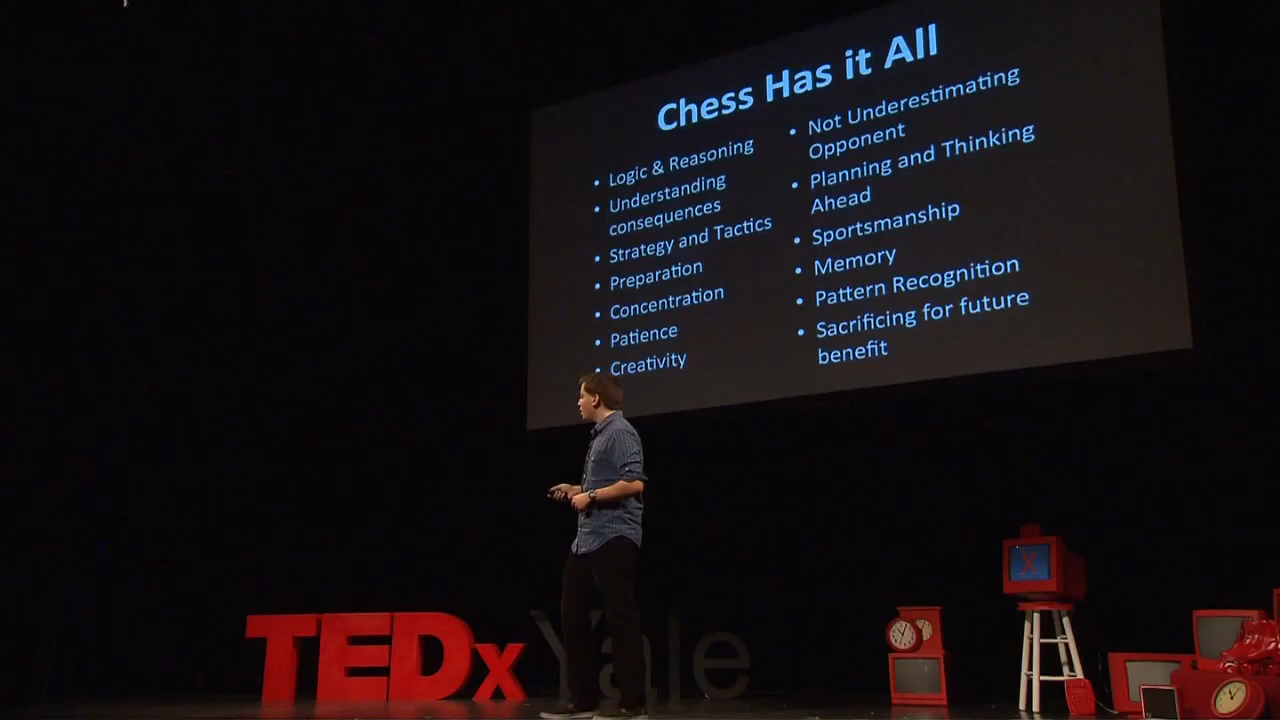 Chess Has it All
• Logic & Reasoning
• Understanding
consequences
• Strategy and Tactics
• Preparation
• Concentration
• Patience
• Creativity
• Not Underestimating
Opponent
• Planning and Thinking
Ahead
• Sportsmanship
• Memory
• Pattern Recognition
• Sacrificing for future
benefit
X
TEDx Yale